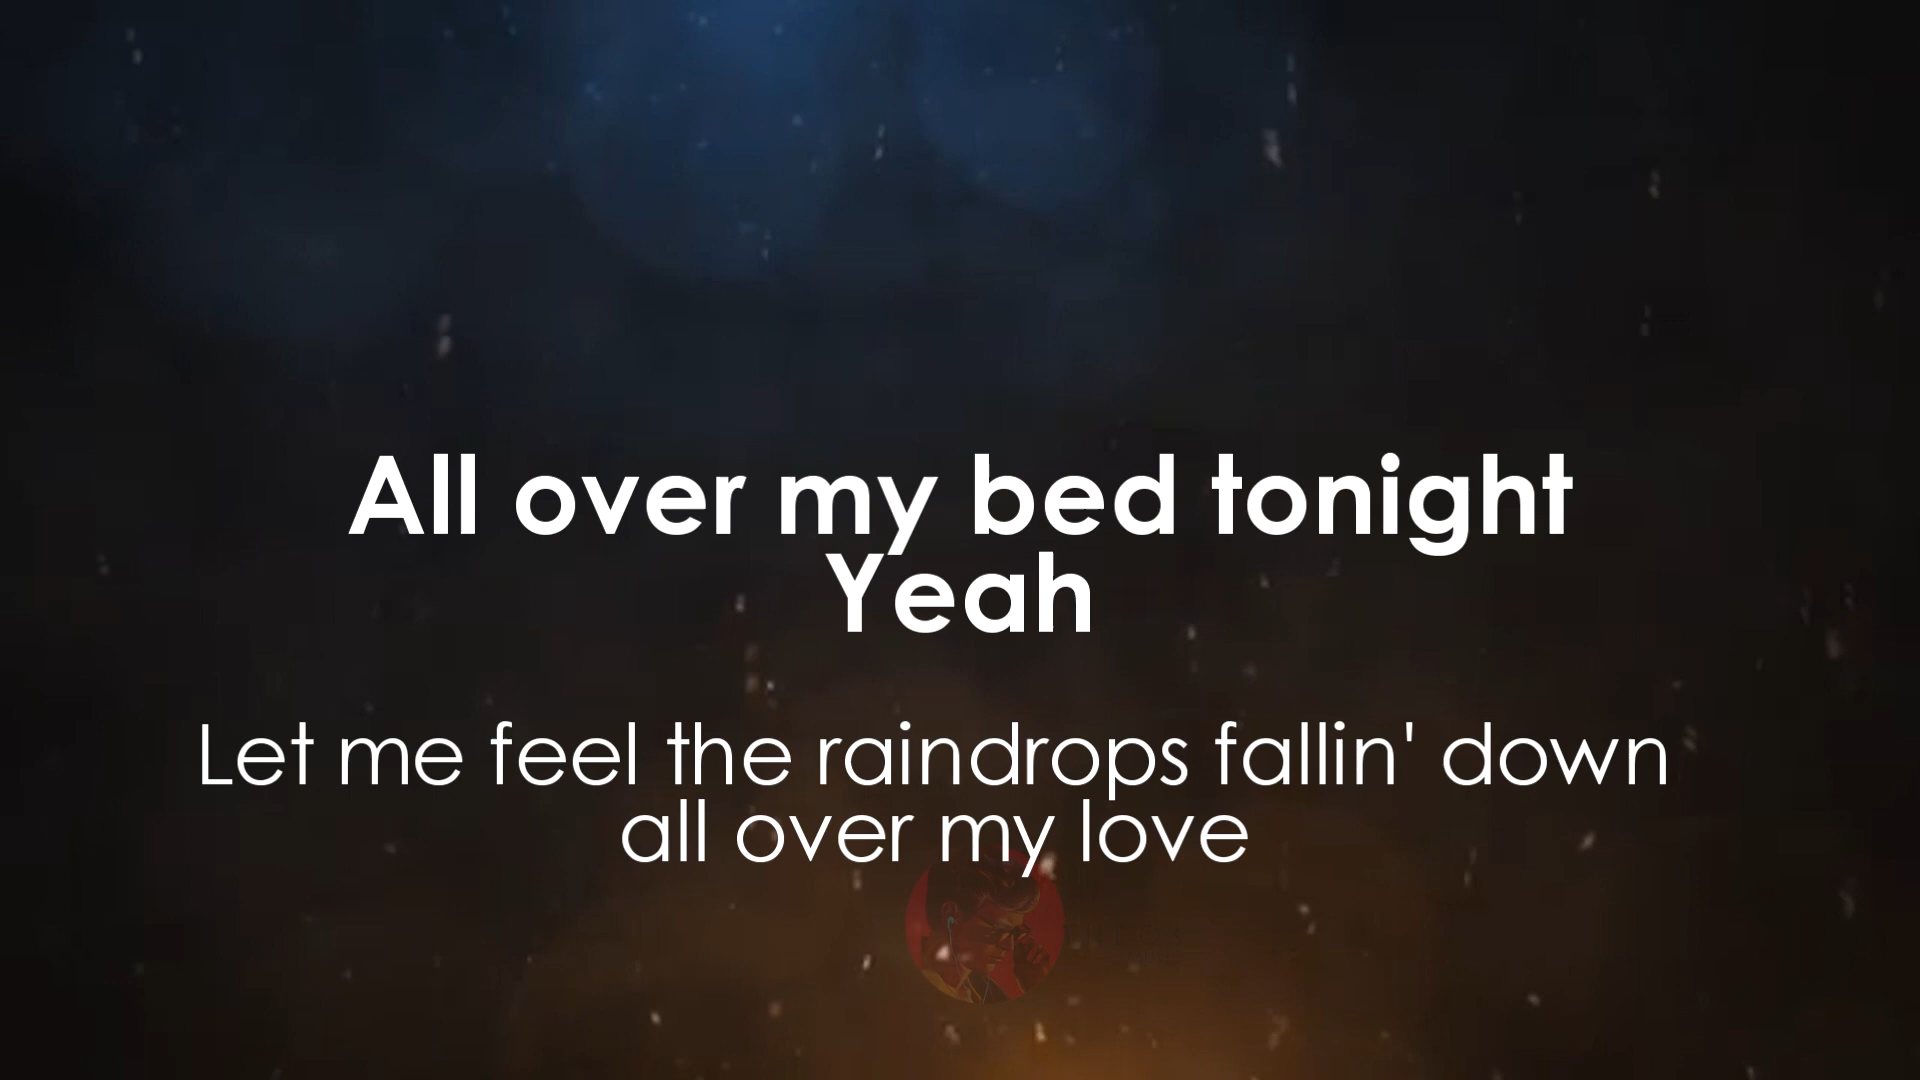 All over my bed tonight
Yeah
Let me feel the raindrops fallin' down
all over my love